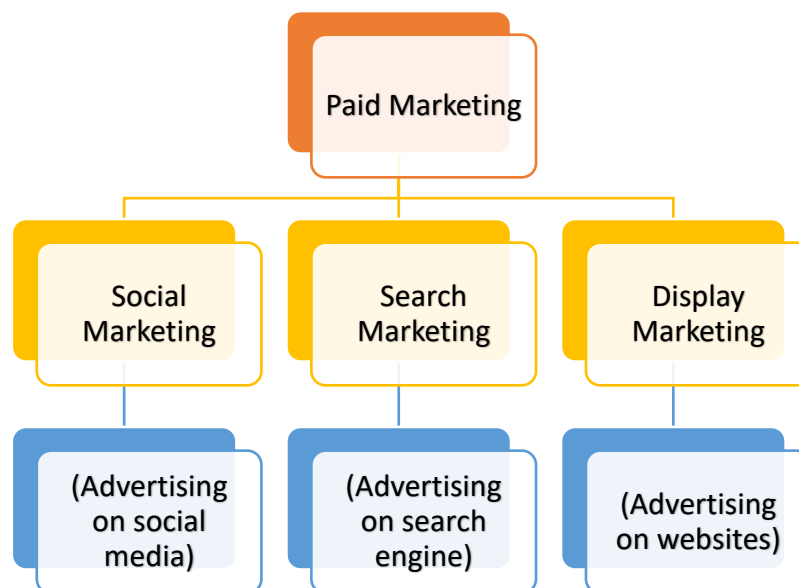 Paid Marketing
Social
Marketing
Search
Marketing
Display
Marketing
(Advertising
on social
media)
(Advertising
on search
engine)
(Advertising
on websites)